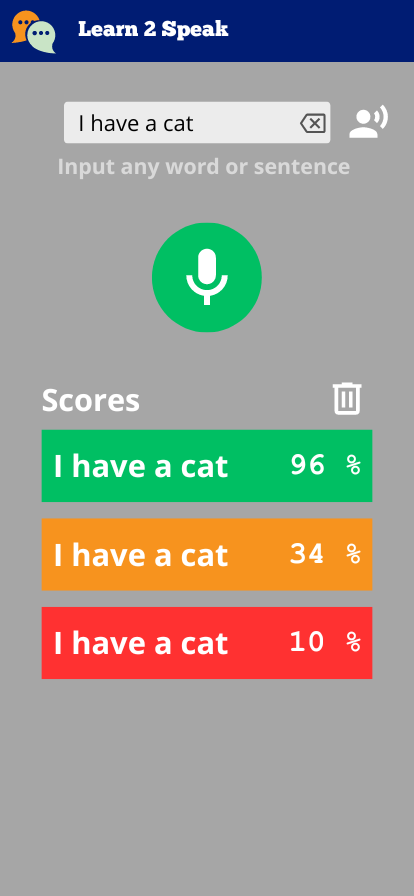 Learn 2 Speak
I have a cat
Input any word or sentence
Scores
I have a cat 96 %
I have a cat 34 %
I have a cat 10 %